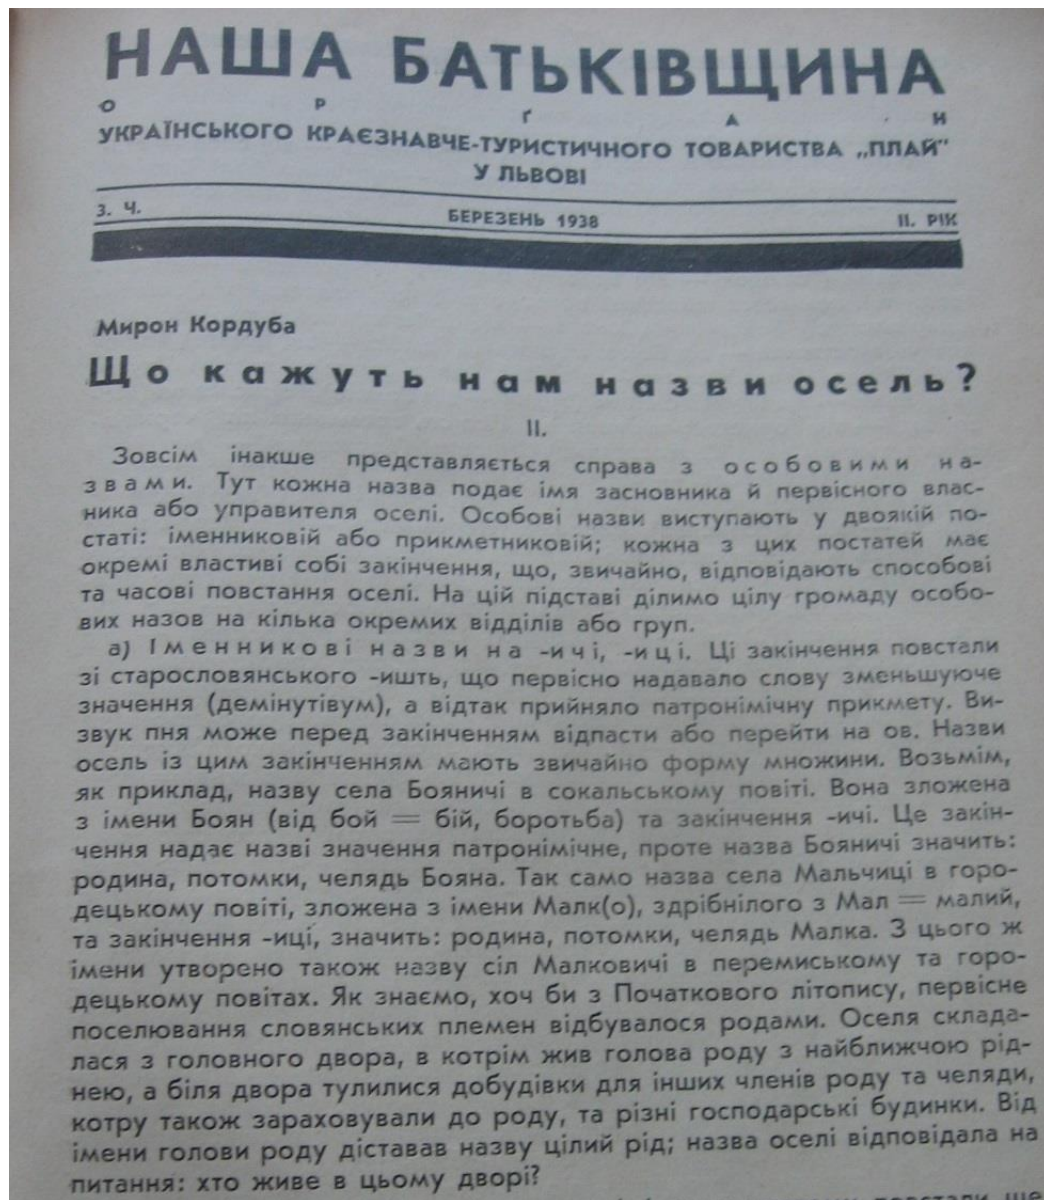 НАША БАТЬКІВЩИНА
ОРҐАН
УКРАЇНСЬКОГО КРАЄЗНАВЧЕ-ТУРИСТИЧНОГО ТОВАРИСТВА „ПЛАЙ"
У ЛЬВОВІ
3. Ч. БЕРЕЗЕНЬ 1938 II. РІК
Мирон Кордуба
Що кажуть нам назви осель?
II.
Зовсім інакше представляється справа з особовими на-
звами. Тут кожна назва подає імя засновника й первісного влас-
ника або управителя оселі. Особові назви виступають у двоякій по-
статі: іменниковій або прикметниковій; кожна з цих постатей має
окремі властиві собі закінчення, що, звичайно, відповідають способові
та часові повстання оселі. На цій підставі ділимо цілу громаду особо-
вих назов на кілька окремих відділів або груп.
а) Іменникові назви на -ичі, -иці. Ці закінчення повстали
зі старословянського -ишть, що первісно надавало слову зменьшуюче
значення (демінутівум), а відтак прийняло патронімічну прикмету. Ви-
звук пня може перед закінченням відпасти або перейти на ов. Назви
осель із цим закінченням мають звичайно форму множини. Возьмім,
як приклад, назву села Бояничі в сокальському повіті. Вона зложена
з імени Боян (від бой = бій, боротьба) та закінчення -ичі. Це закін-
чення надає назві значення патронімічне, проте назва Бояничі значить:
родина, потомки, челядь Бояна. Так само назва села Мальчиці в горо-
децькому повіті, зложена з імени Малк(о), здрібнілого з Мал = малий,
та закінчення -иці, значить: родина, потомки, челядь Малка. З цього ж
імени утворено також назву сіл Малковичі в перемиському та горо-
децькому повітах. Як знаємо, хоч би з Початкового літопису, первісне
поселювання словянських племен відбувалося родами. Оселя склада-
лася з головного двора, в котрім жив голова роду з найближчою рід-
нею, а біля двора тулилися добудівки для інших членів роду та челяди,
котру також зараховували до роду, та різні господарські будинки. Від
імени голови роду діставав назву цілий рід; назва оселі відповідала на
питання: хто живе в цьому дворі?